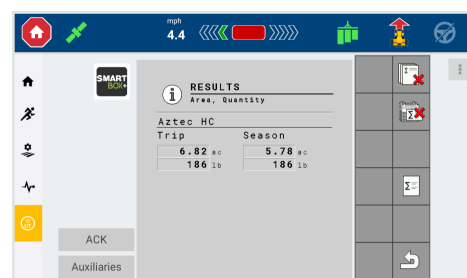 mph
4.4
SMART
BOX+
RESULTS
Area, Quantity
Aztec HC
Trip Season
6.82 ac 5.78 ac
186 lb 186 lb
ACK
Auxiliaries